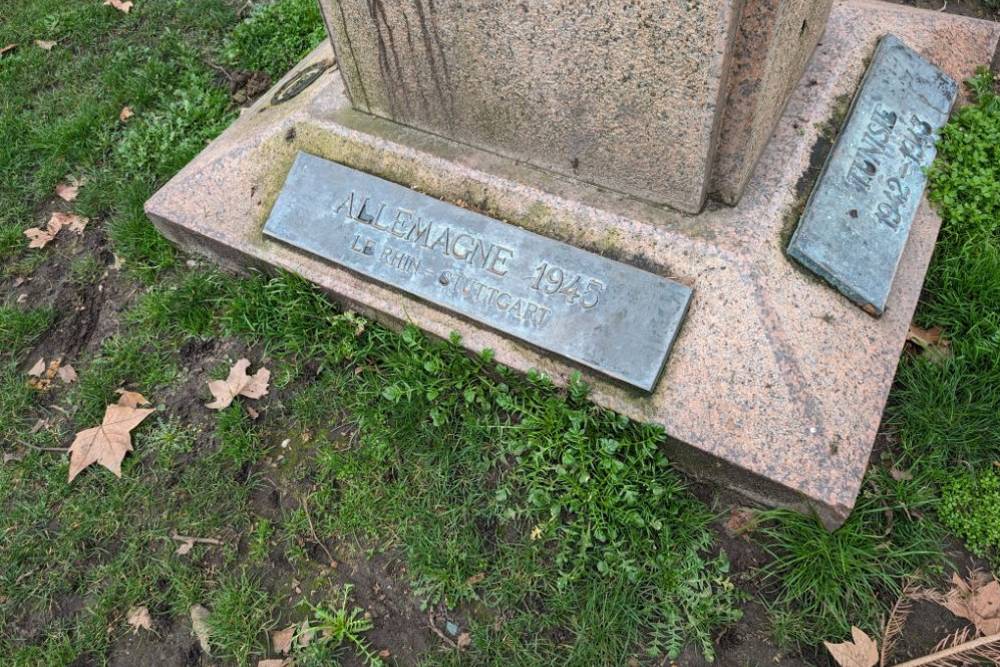 ALLEMAGNE 1945
LE RHIN - STUTTGART
TUNISIE
1942-1943